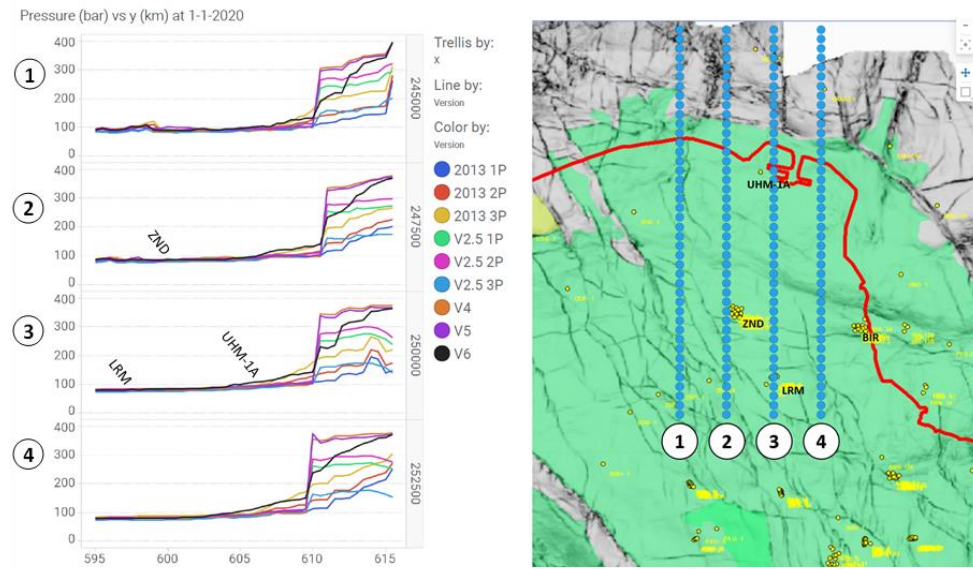 Pressure (bar) vs y (km) at 1-1-2020
1
400
300
200
100
0
245000
2
400
300
200
100
0
ZND
247500
3
400
300
200
100
0
LRM
UHM-1A
250000
4
400
300
200
100
0
252500
595
600
605
610
615
Trellis by:
x
Line by:
Version
Color by:
Version
2013 1P
2013 2P
2013 3P
V2.5 1P
V2.5 2P
V2.5 3P
V4
V5
V6
UHM-1A
ZND
BIR
LRM
1
2
3
4